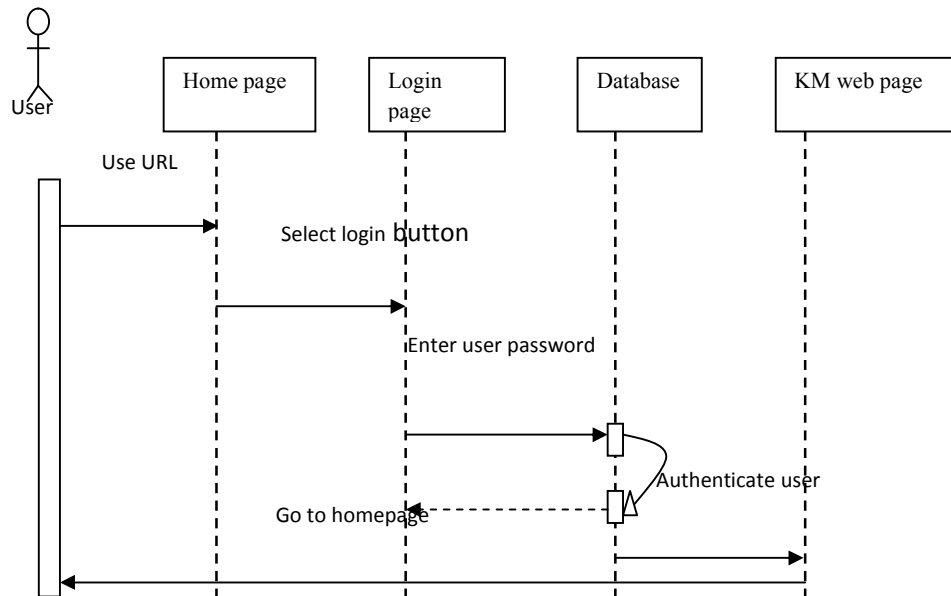 User
Home page
Login
page
Database
KM web page
Use URL
Select login button
Enter user password
Authenticate user
Go to homepage